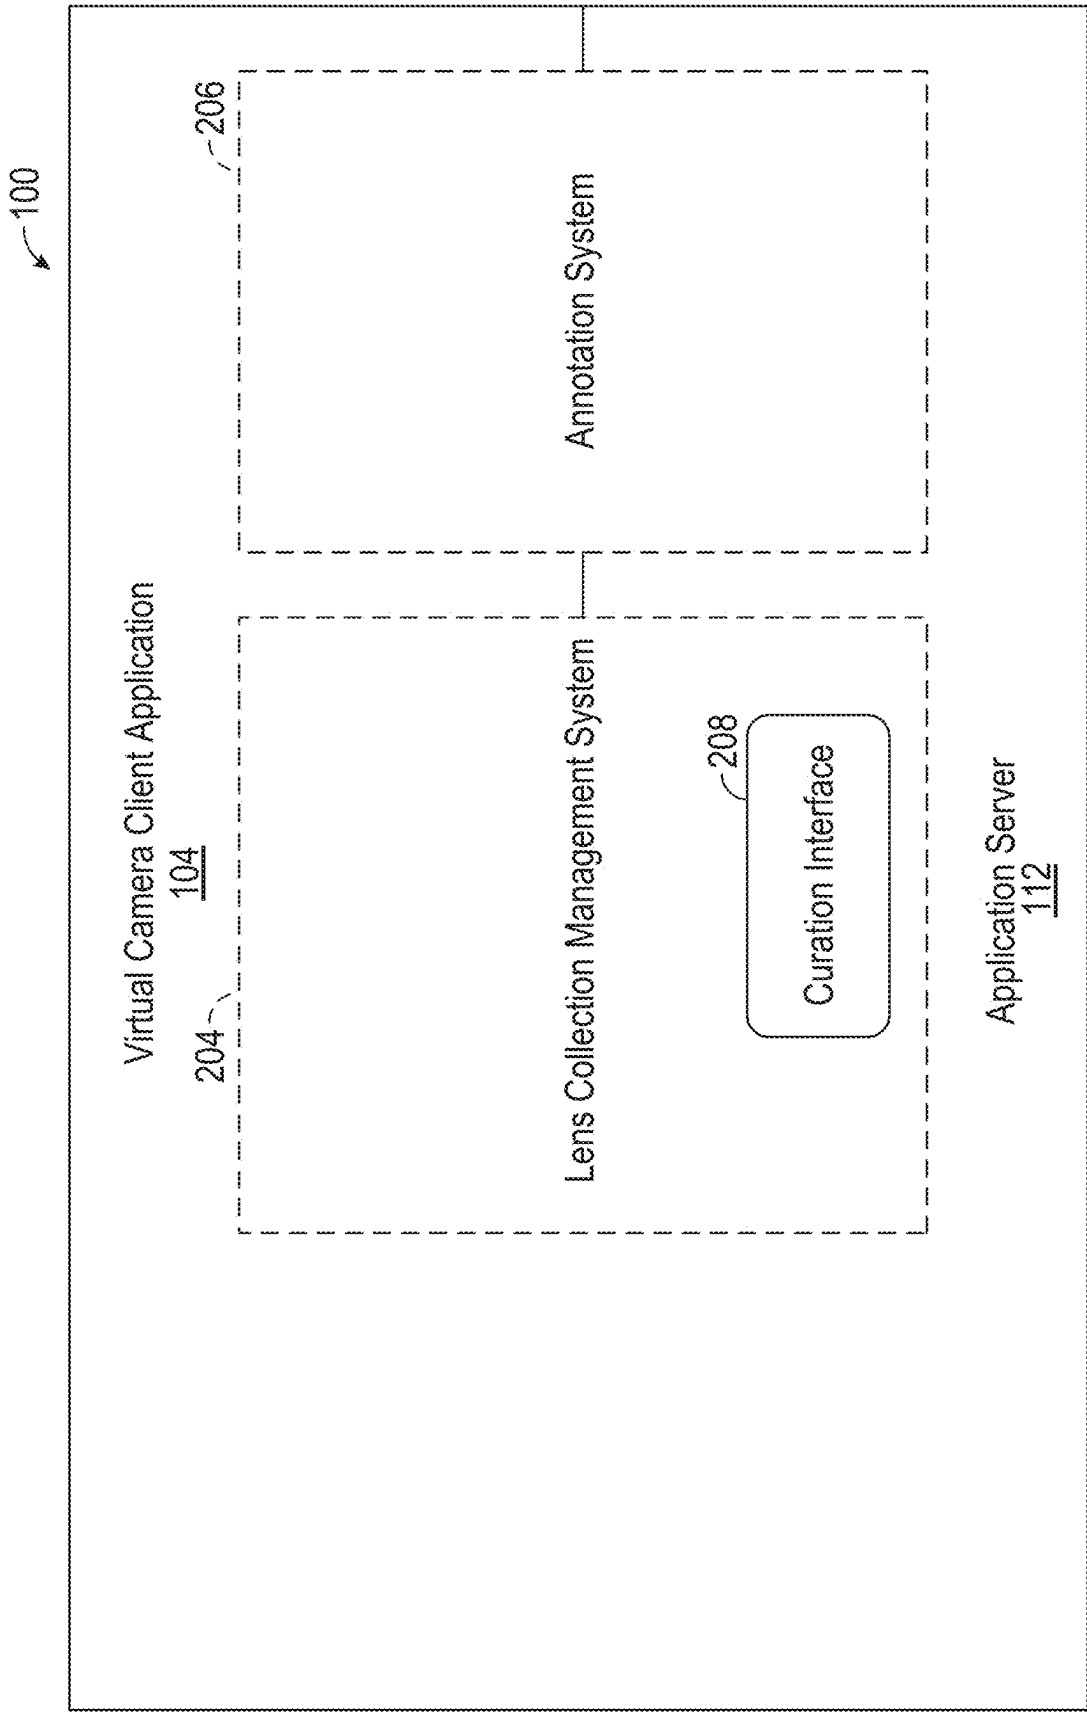 100
Virtual Camera Client Application
104
204
206
Lens Collection Management System
Annotation System
208
Curation Interface
Application Server
112